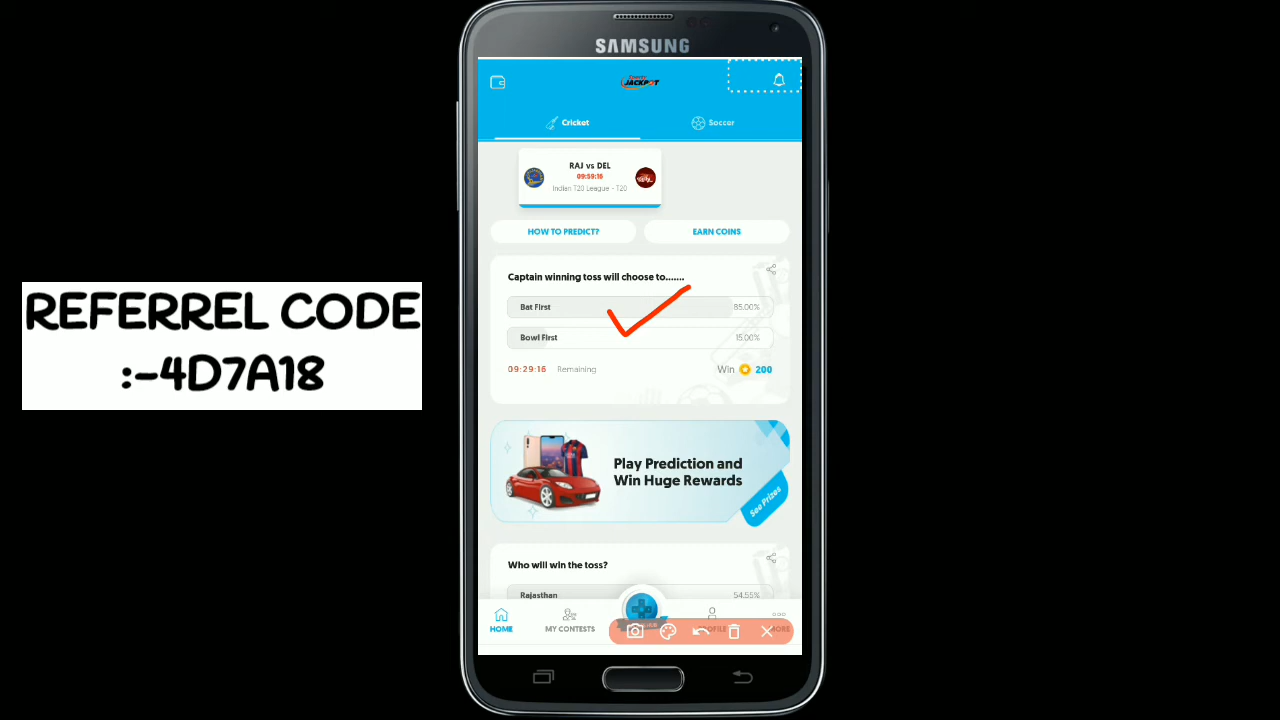 SAMSUNG
JACKPOT
Cricket
Soccer
RAJ vs DEL
09:59:16
Indian T20 League - T20
HOW TO PREDICT?
EARN COINS
Captain winning toss will choose to.......
Bat First
85.00%
Bowl First
15.00%
09:29:16 Remaining
Win 200
REFERREL CODE
:-4D7A18
Play Prediction and
Win Huge Rewards
See Prizes
Who will win the toss?
Rajasthan
54.55%
HOME
MY CONTESTS